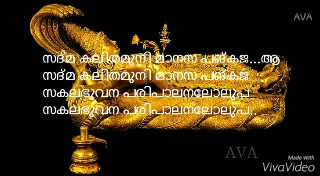 AVA
സദ്മ കലിതമുനി മാനസ പങ്കജ...ആ
സദ്മ കലിതമുനി മാനസ പങ്കജ
സകലഭുവന പരിപാലനലോലുപ
സകലഭുവന പരിപാലനലോലുപ.
AVA
Made With
VivaVideo